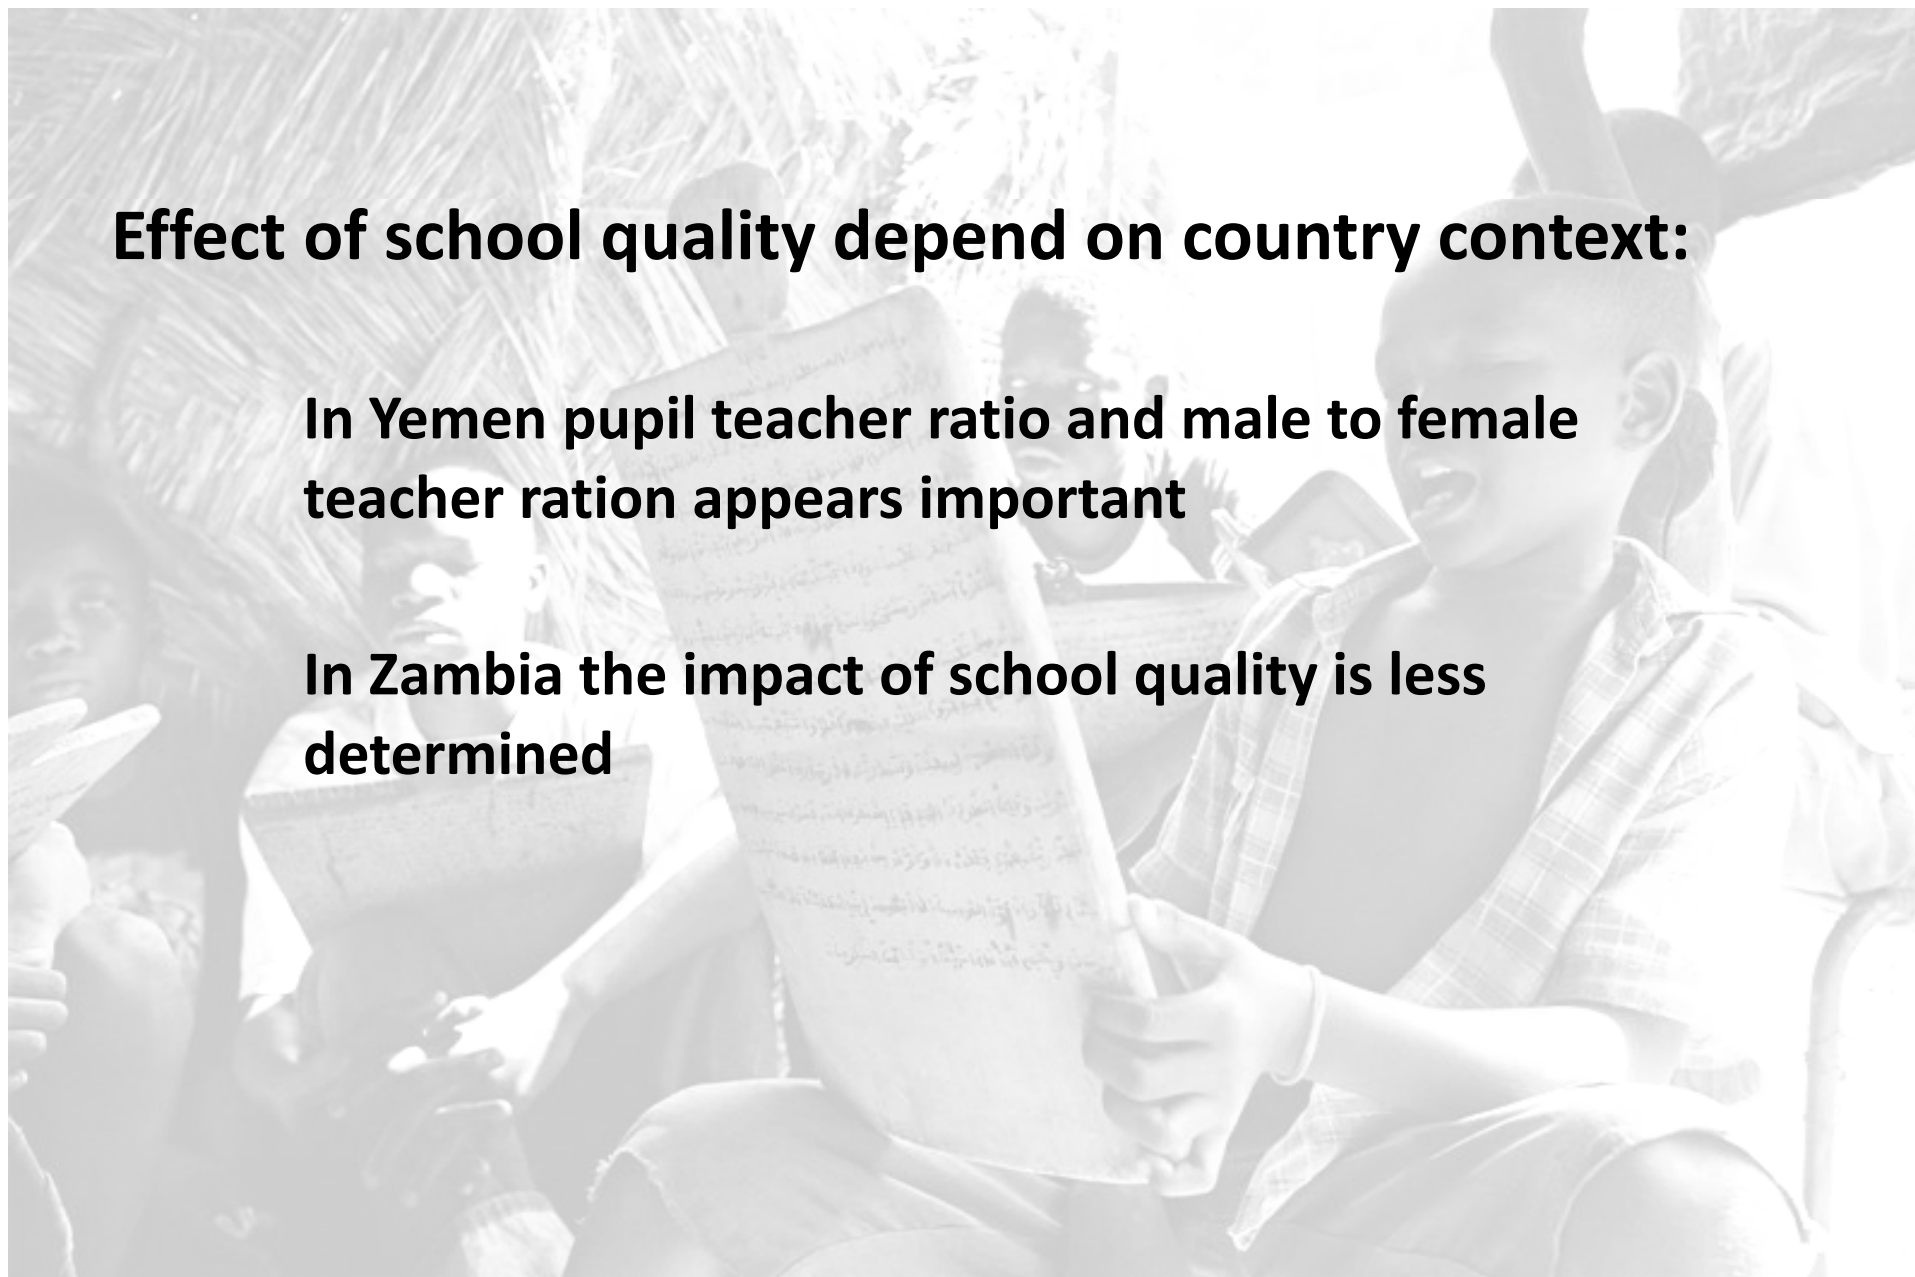 Effect of school quality depend on country context:
In Yemen pupil teacher ratio and male to female
teacher ration appears important
In Zambia the impact of school quality is less
determined